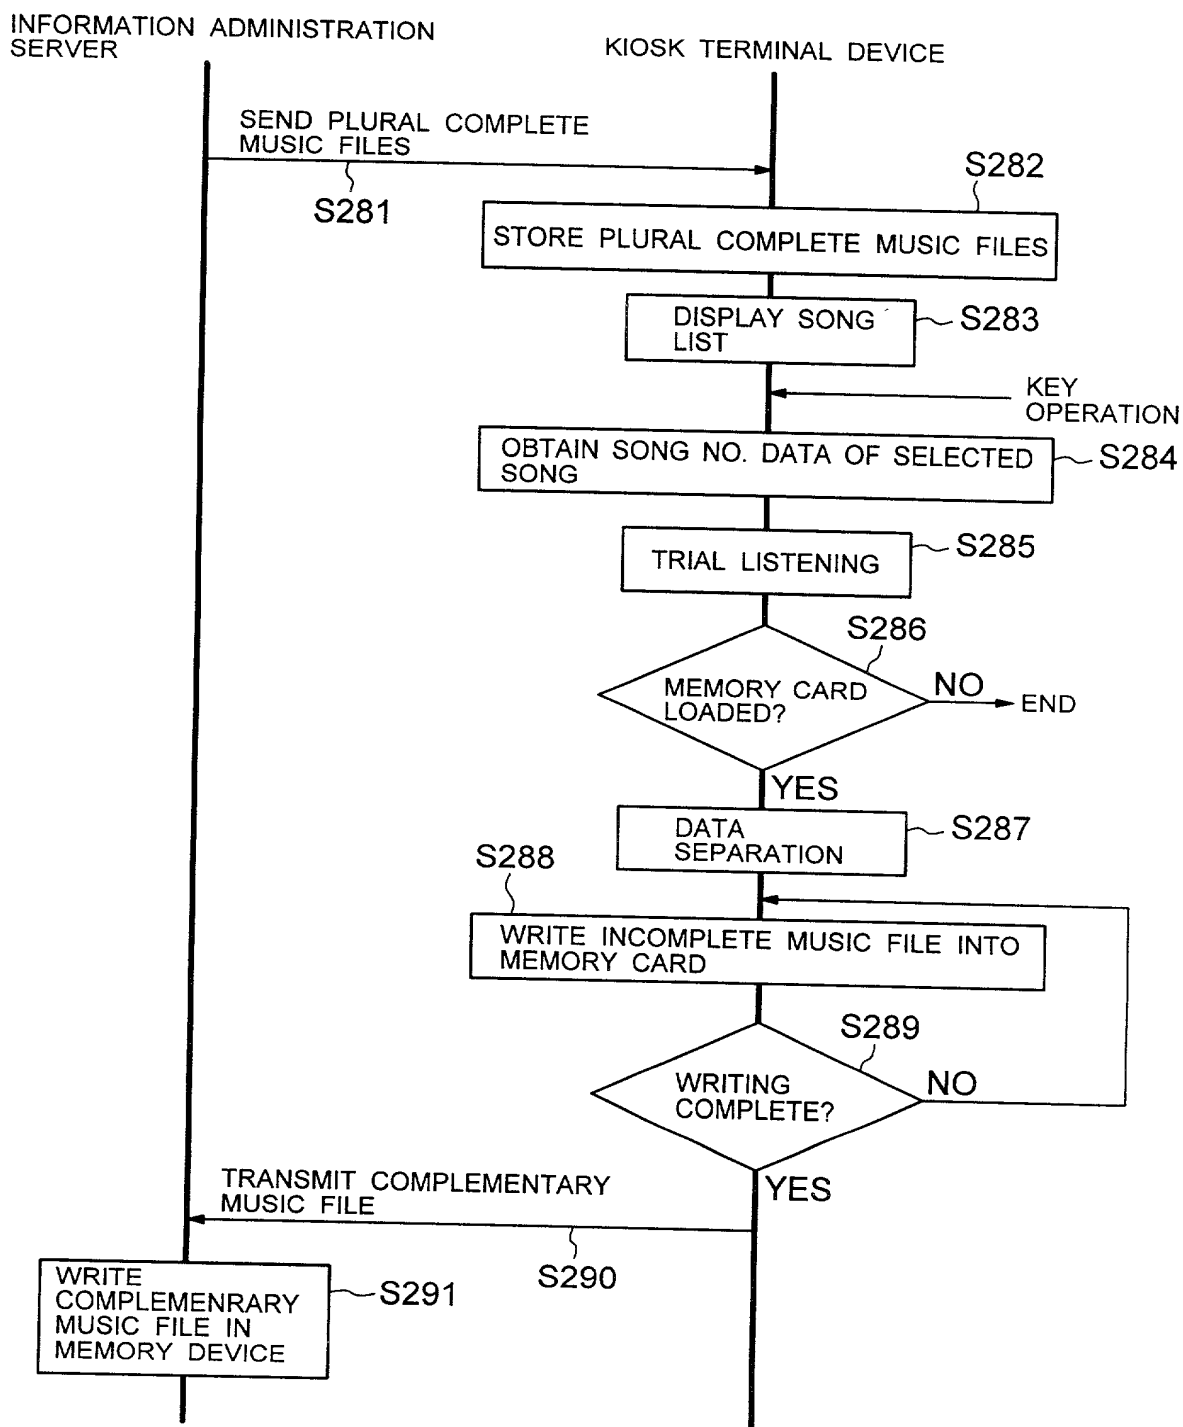 INFORMATION ADMINISTRATION
SERVER
KIOSK TERMINAL DEVICE
SEND PLURAL COMPLETE
MUSIC FILES
S281
S282
STORE PLURAL COMPLETE MUSIC FILES
DISPLAY SONG
LIST
S283
KEY
OPERATION
OBTAIN SONG NO. DATA OF SELECTED
SONG
S284
TRIAL LISTENING
S285
S286
MEMORY CARD
LOADED?
NO
END
YES
DATA
SEPARATION
S287
S288
WRITE INCOMPLETE MUSIC FILE INTO
MEMORY CARD
S289
WRITING
COMPLETE?
NO
YES
TRANSMIT COMPLEMENTARY
MUSIC FILE
S290
WRITE
COMPLEMENRARY
MUSIC FILE IN
MEMORY DEVICE
S291